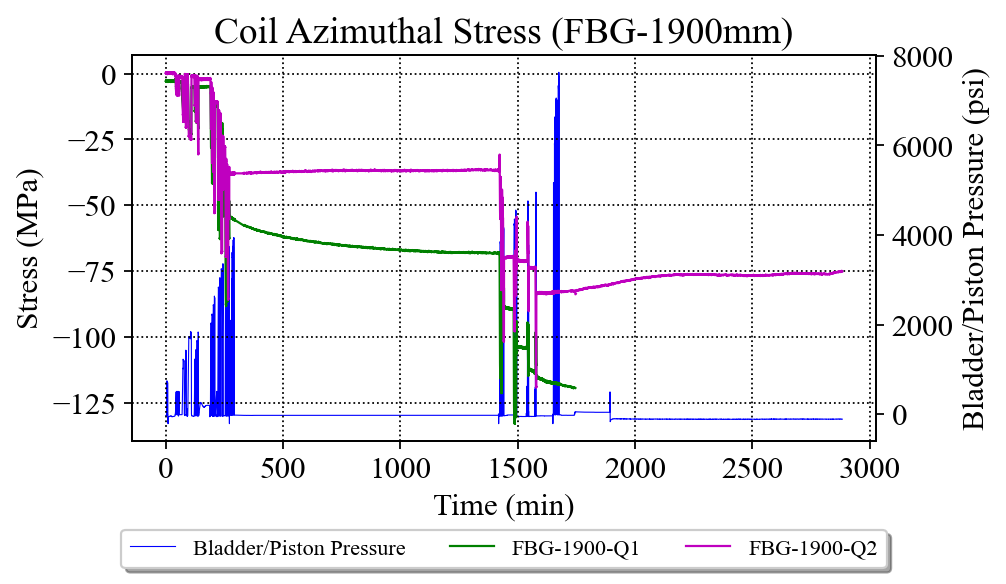 Coil Azimuthal Stress (FBG-1900mm)
0
−25
−50
−75
−100
−125
Stress (MPa)
8000
6000
4000
2000
0
Bladder/Piston Pressure (psi)
0 500 1000 1500 2000 2500 3000
Time (min)
Bladder/Piston Pressure FBG-1900-Q1 FBG-1900-Q2